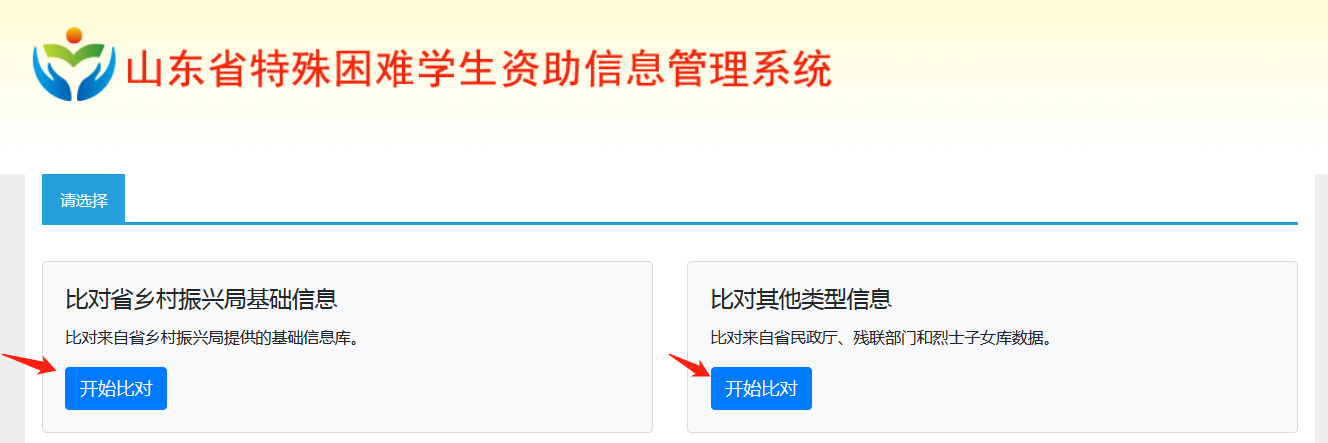 山东省特殊困难学生资助信息管理系统
请选择
比对省乡村振兴局基础信息
比对来自省乡村振兴局提供的基础信息库。
开始比对
比对其他类型信息
比对来自省民政厅、残联部门和烈士子女库数据。
开始比对